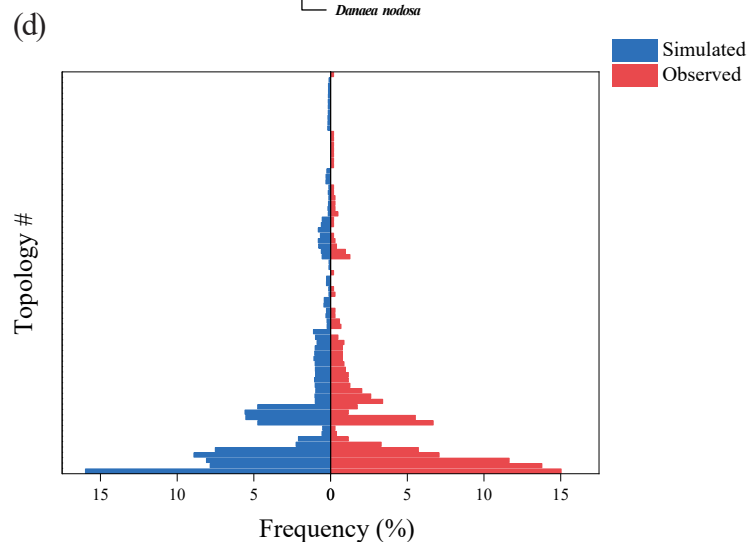 Danaea nodosa
(d)
Simulated
Observed
Topology #
15 10 5 0 5 10 15
Frequency (%)